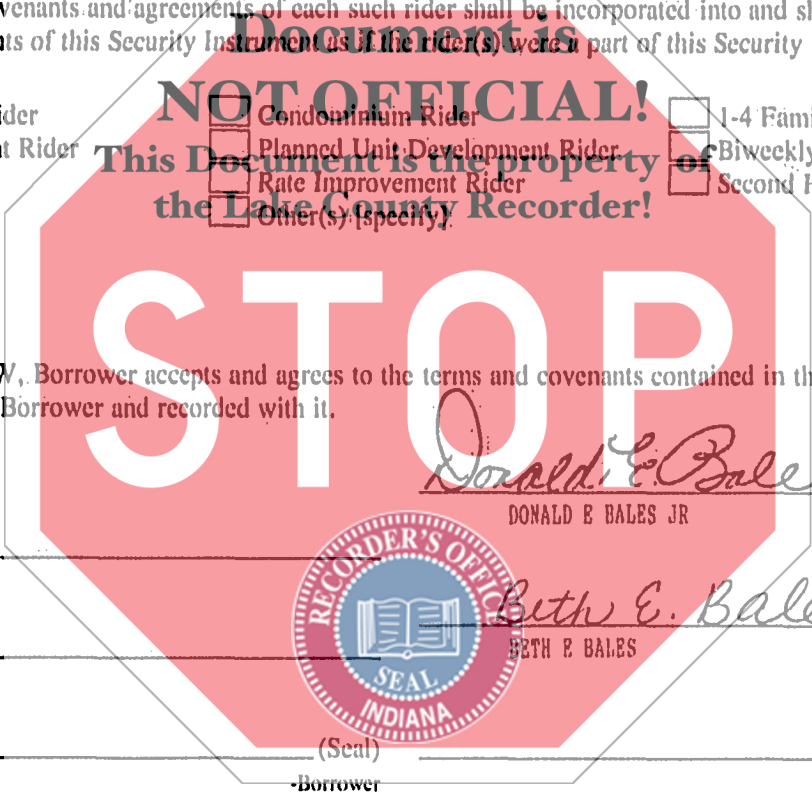 venants and agreements of each such rider shall be incorporated into and s
ts of this Security Instrument as if the rider(s) were a part of this Security
Document is
NOT OFFICIAL!
This Document is the property of
the Lake County Recorder!
ider
Condominium Rider
1-4 Fami
t Rider
Planned Unit Development Rider
Biweekly
Rate Improvement Rider
Second H
Other(s) [specify]
STOP
W, Borrower accepts and agrees to the terms and covenants contained in th
Borrower and recorded with it.
Donald E. Bale
DONALD E BALES JR
Beth E. Bale
BETH E BALES
RECORDER'S OFFICE
SEAL
INDIANA
(Seal)
-Borrower